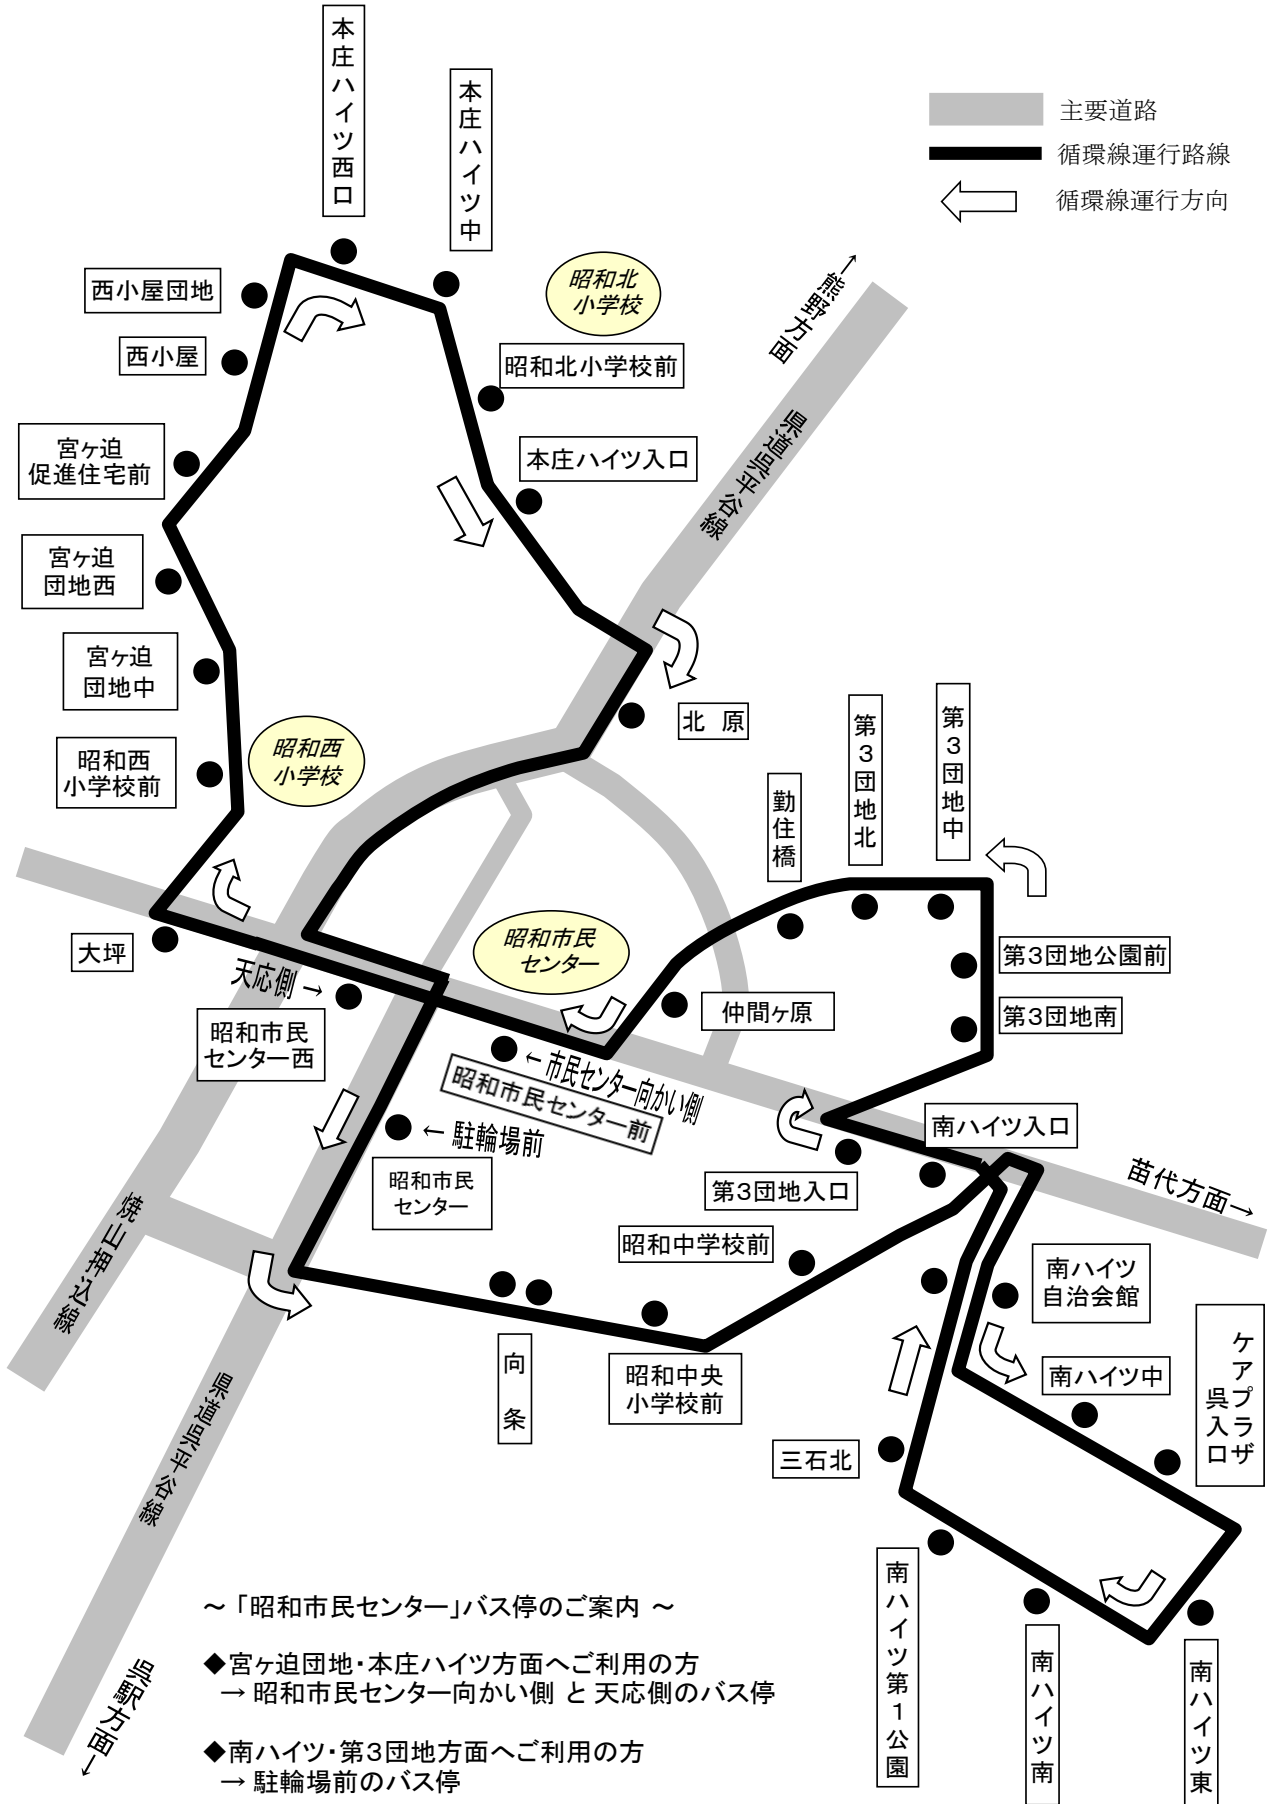 本庄ハイツ西口
本庄ハイツ中
主要道路
循環線運行路線
循環線運行方向
西小屋団地
西小屋
昭和北
小学校
←熊野方面
昭和北小学校前
県道呉平谷線
宮ヶ迫
促進住宅前
本庄ハイツ入口
宮ヶ迫
団地西
宮ヶ迫
団地中
北 原
昭和西
小学校前
昭和西
小学校
勤住橋
第3団地北
第3団地中
大坪
天応側→
昭和市民
センター
第3団地公園前
仲間ヶ原
第3団地南
昭和市民
センター西
←市民センター向かい側
昭和市民センター前
←駐輪場前
昭和市民
センター
南ハイツ入口
第3団地入口
苗代方面→
昭和中学校前
焼山押込線
南ハイツ
自治会館
向条
昭和中央
小学校前
南ハイツ中
ケアプラザ
呉入口
県道呉平谷線
三石北
南ハイツ第1公園
南ハイツ南
南ハイツ東
呉駅方面→
～「昭和市民センター」バス停のご案内 ～
◆宮ヶ迫団地・本庄ハイツ方面へご利用の方
→ 昭和市民センター向かい側 と 天応側のバス停
◆南ハイツ・第3団地方面へご利用の方
→ 駐輪場前のバス停